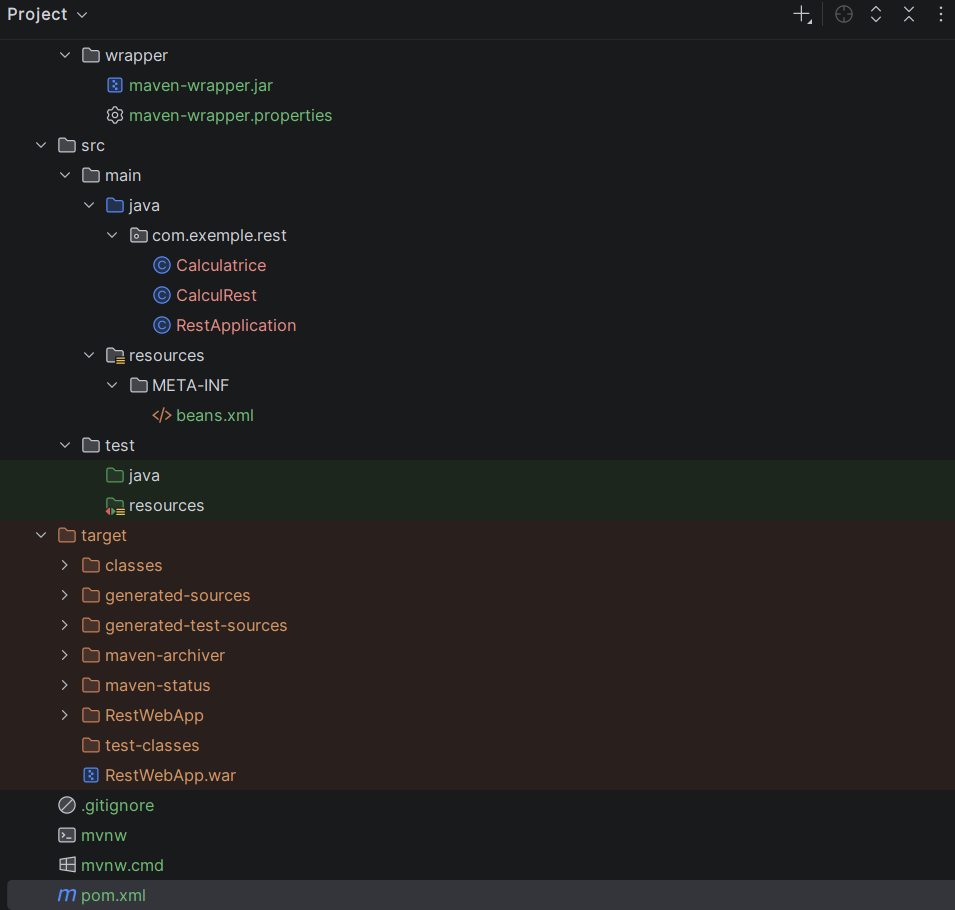 Project
wrapper
maven-wrapper.jar
maven-wrapper.properties
src
main
java
com.exemple.rest
Calculatrice
CalculRest
RestApplication
resources
META-INF
beans.xml
test
java
resources
target
classes
generated-sources
generated-test-sources
maven-archiver
maven-status
RestWebApp
test-classes
RestWebApp.war
.gitignore
mvnw
mvnw.cmd
pom.xml